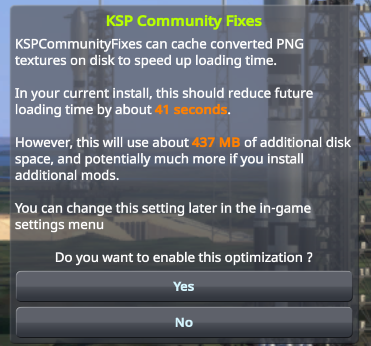 KSP Community Fixes
KSPCommunityFixes can cache converted PNG
textures on disk to speed up loading time.
In your current install, this should reduce future
loading time by about 41 seconds.
However, this will use about 437 MB of additional disk
space, and potentially much more if you install
additional mods.
You can change this setting later in the in-game
settings menu
Do you want to enable this optimization ?
Yes
No